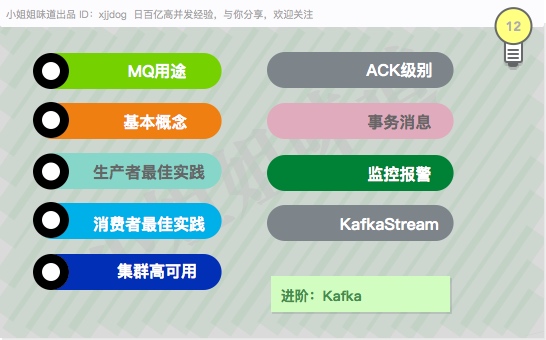 小姐姐味道出品 ID：xjjdog 日百亿高并发经验，与你分享，欢迎关注
12
MQ用途
ACK级别
基本概念
事务消息
生产者最佳实践
监控报警
消费者最佳实践
KafkaStream
集群高可用
进阶：Kafka